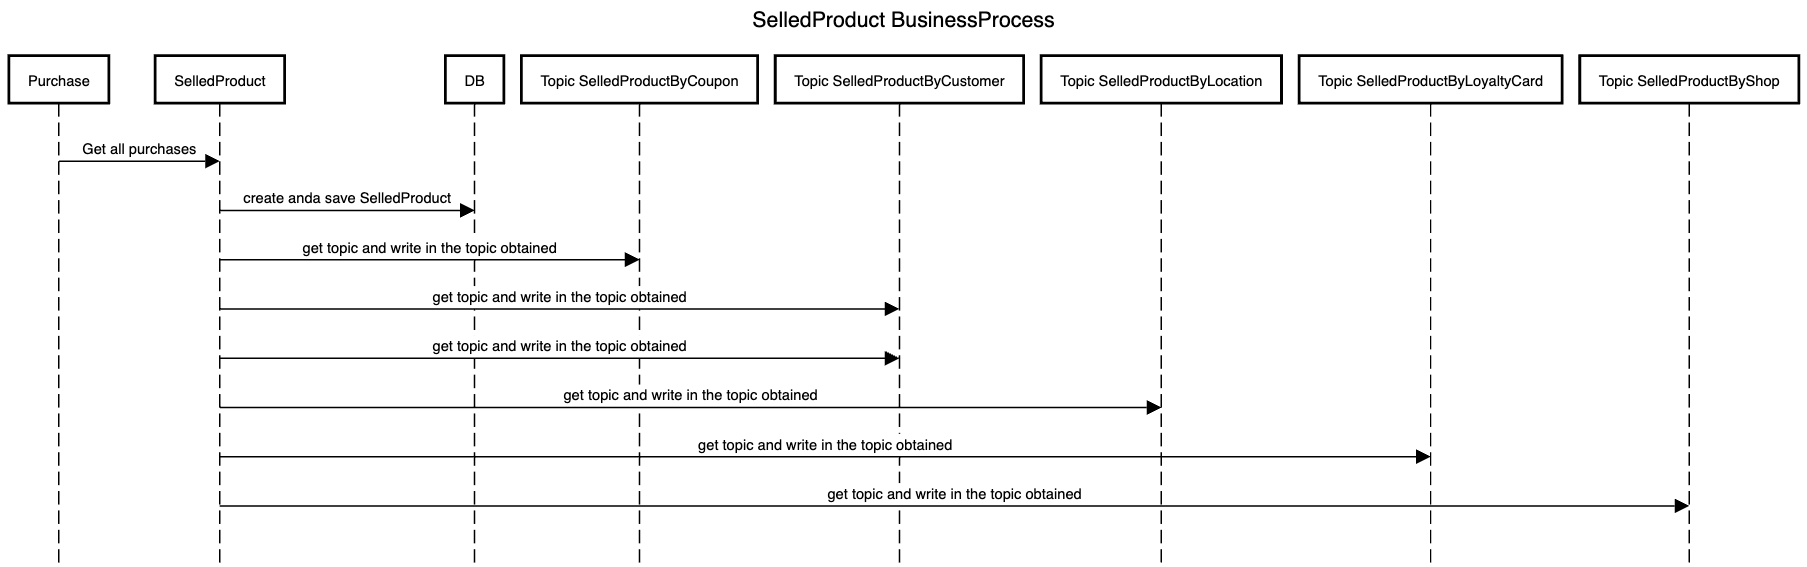 SelledProduct BusinessProcess
Purchase
SelledProduct
DB
Topic SelledProductByCoupon
Topic SelledProductByCustomer
Topic SelledProductByLocation
Topic SelledProductByLoyaltyCard
Topic SelledProductByShop
Get all purchases
create anda save SelledProduct
get topic and write in the topic obtained
get topic and write in the topic obtained
get topic and write in the topic obtained
get topic and write in the topic obtained
get topic and write in the topic obtained
get topic and write in the topic obtained